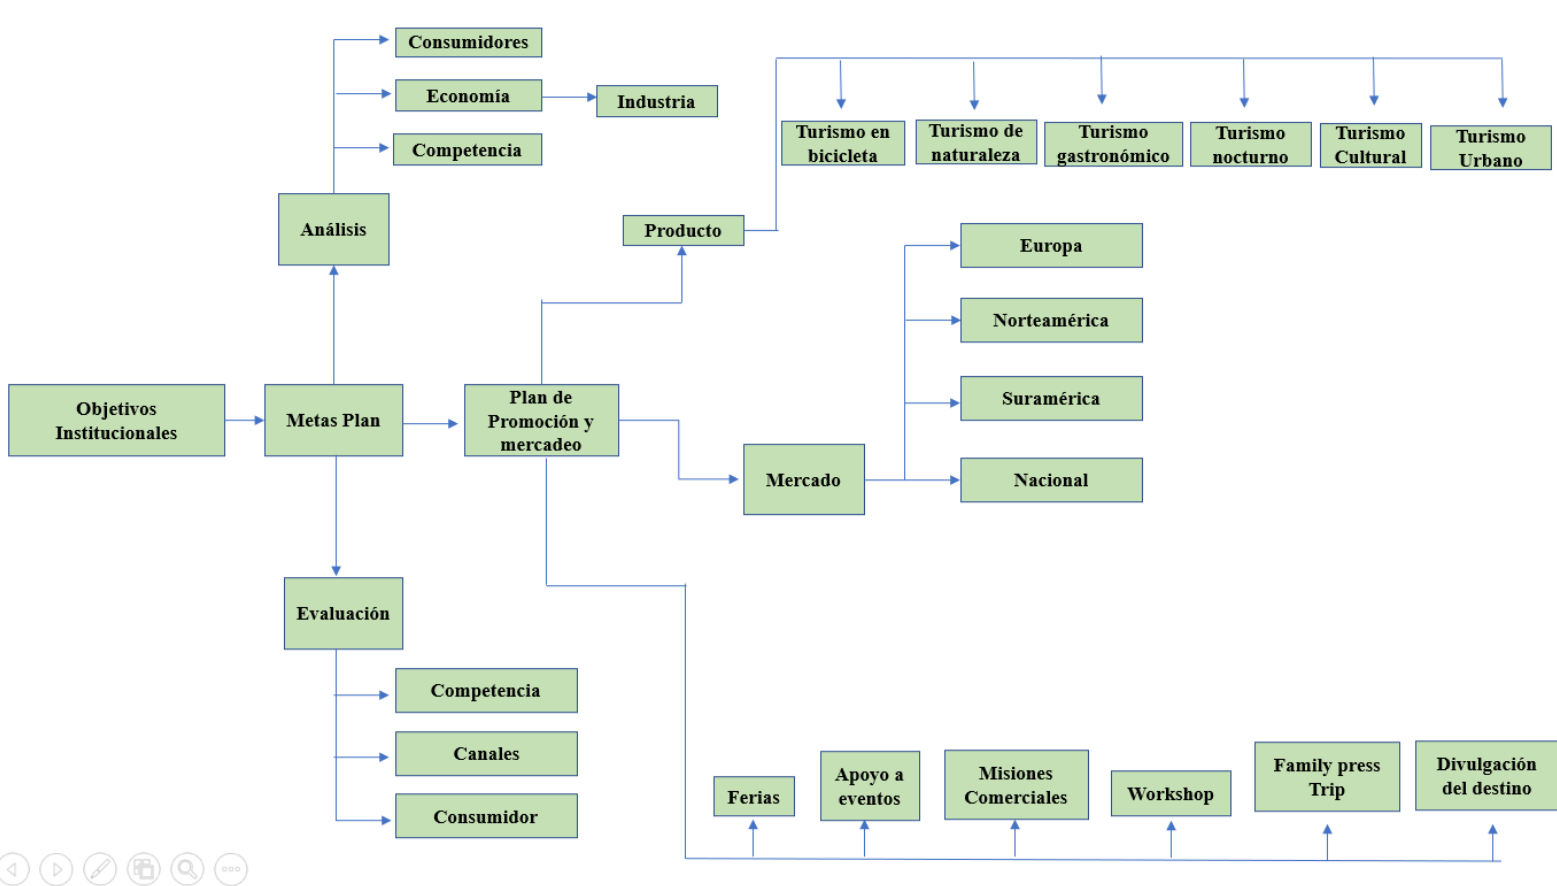 Consumidores
Economía
Industria
Competencia
Análisis
Turismo en
bicicleta
Turismo de
naturaleza
Turismo
gastronómico
Turismo
nocturno
Turismo
Cultural
Turismo
Urbano
Producto
Europa
Norteamérica
Suramérica
Nacional
Objetivos
Institucionales
Metas Plan
Plan de
Promoción y
mercadeo
Mercado
Evaluación
Competencia
Canales
Consumidor
Ferias
Apoyo a
eventos
Misiones
Comerciales
Workshop
Family press
Trip
Divulgación
del destino